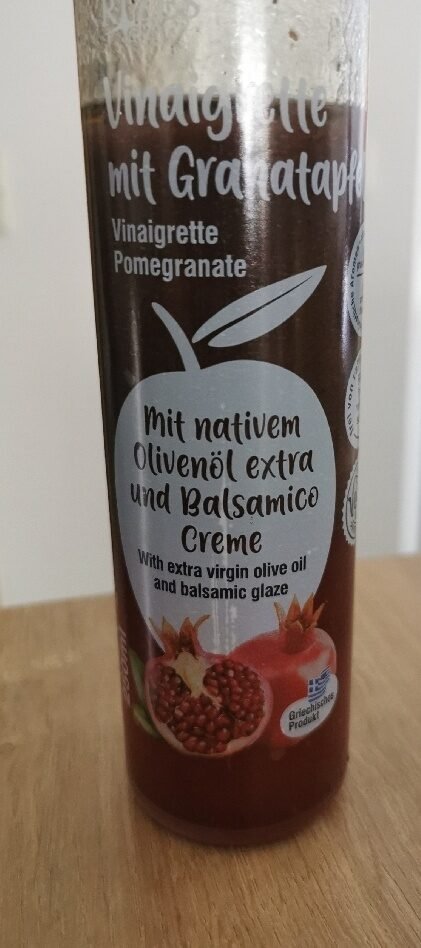 Vinaigrette
mit Granatapfe
Vinaigrette
Pomegranate
Mit nativem
Olivenöl extra
und Balsamico
Creme
With extra virgin olive oil
and balsamic glaze
Griechisches
Produkt